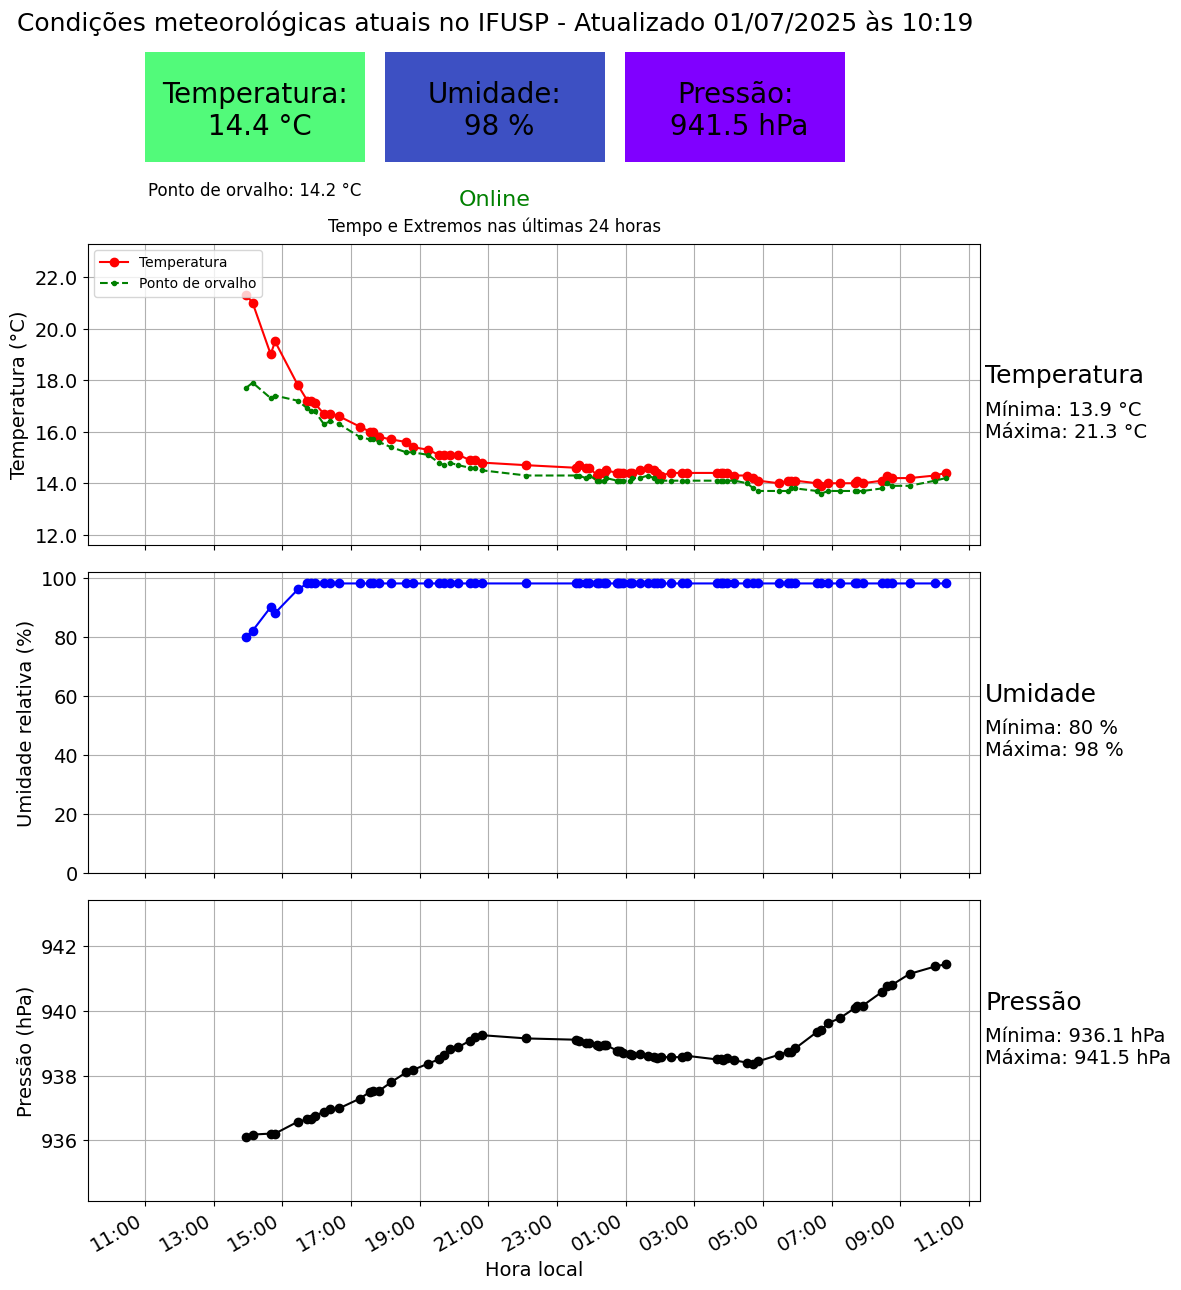 Condições meteorológicas atuais no IFUSP - Atualizado 01/07/2025 às 10:19
Temperatura:
14.4 °C
Umidade:
98 %
Pressão:
941.5 hPa
Ponto de orvalho: 14.2 °C
Online
Tempo e Extremos nas últimas 24 horas
Temperatura
Ponto de orvalho
Temperatura (°C)
22.0
20.0
18.0
16.0
14.0
12.0
Temperatura
Mínima: 13.9 °C
Máxima: 21.3 °C
Umidade relativa (%)
100
80
60
40
20
0
Umidade
Mínima: 80 %
Máxima: 98 %
Pressão (hPa)
942
940
938
936
Pressão
Mínima: 936.1 hPa
Máxima: 941.5 hPa
11:00
13:00
15:00
17:00
19:00
21:00
23:00
01:00
03:00
05:00
07:00
09:00
11:00
Hora local